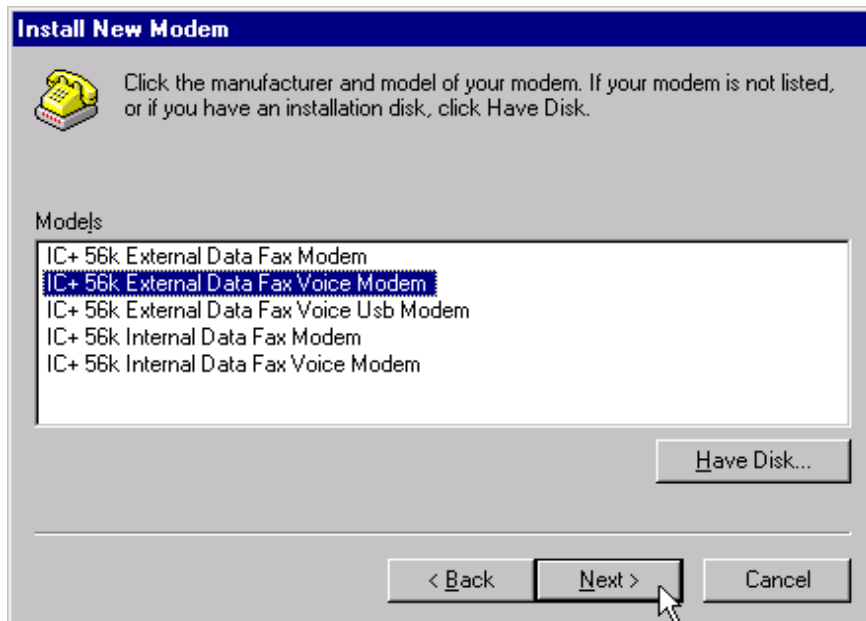 Install New Modem
Click the manufacturer and model of your modem. If your modem is not listed,
or if you have an installation disk, click Have Disk.
Models
IC+ 56k External Data Fax Modem
IC+ 56k External Data Fax Voice Modem
IC+ 56k External Data Fax Voice Usb Modem
IC+ 56k Internal Data Fax Modem
IC+ 56k Internal Data Fax Voice Modem
Have Disk...
< Back Next > Cancel